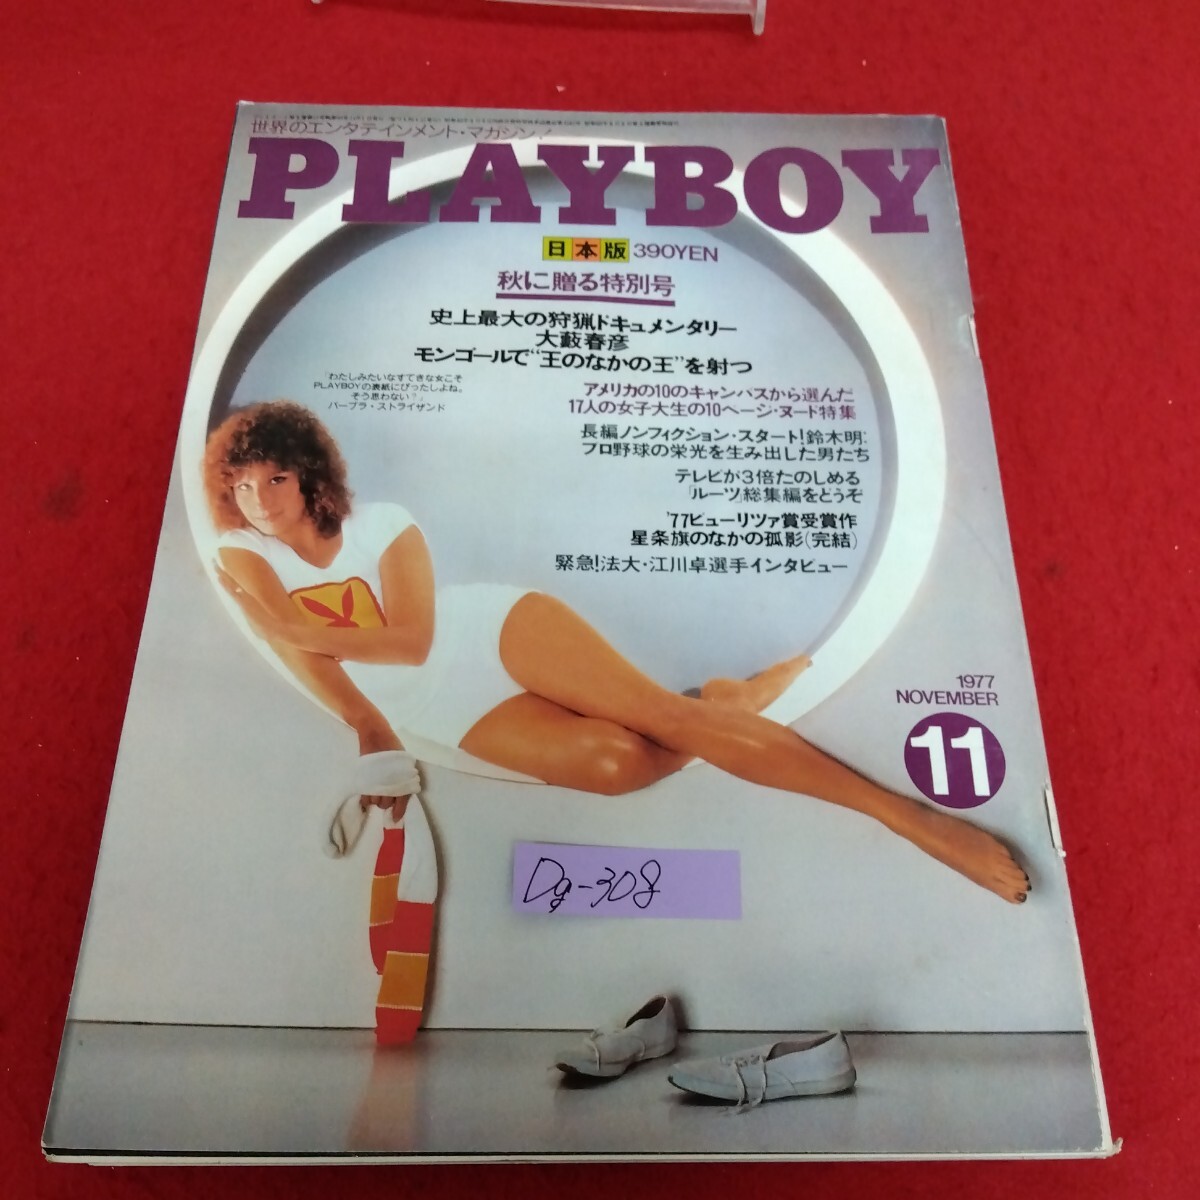 世界のエンタテインメント・マガジン!
PLAYBOY
日本版 390YEN
秋に贈る特別号
史上最大の狩猟ドキュメンタリー
大藪春彦
モンゴールで“王のなかの王”を射つ
「わたしみたいなすてきな女こそ
PLAYBOYの表紙にぴったしよね。
そう思わない?」
バーブラ・ストライザンド
アメリカの10のキャンパスから選んだ
17人の女子大生の10ページ・ヌード特集
長編ノンフィクション・スタート!鈴木明:
プロ野球の栄光を生み出した男たち
テレビが3倍たのしめる
「ルーツ」総集編をどうぞ
'77ピューリツァ賞受賞作
星条旗のなかの孤影(完結)
緊急!法大・江川卓選手インタビュー
1977
NOVEMBER
11
Dg-308